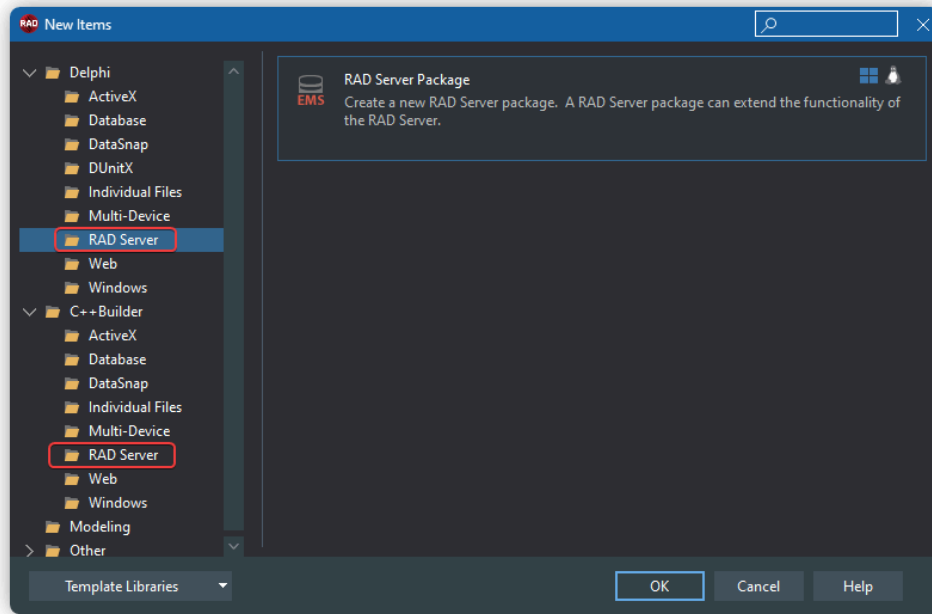 RAD New Items
Delphi
ActiveX
Database
DataSnap
DUnitX
Individual Files
Multi-Device
RAD Server
Web
Windows
C++Builder
ActiveX
Database
DataSnap
Individual Files
Multi-Device
RAD Server
Web
Windows
Modeling
Other
EMS
RAD Server Package
Create a new RAD Server package. A RAD Server package can extend the functionality of
the RAD Server.
Template Libraries
OK
Cancel
Help